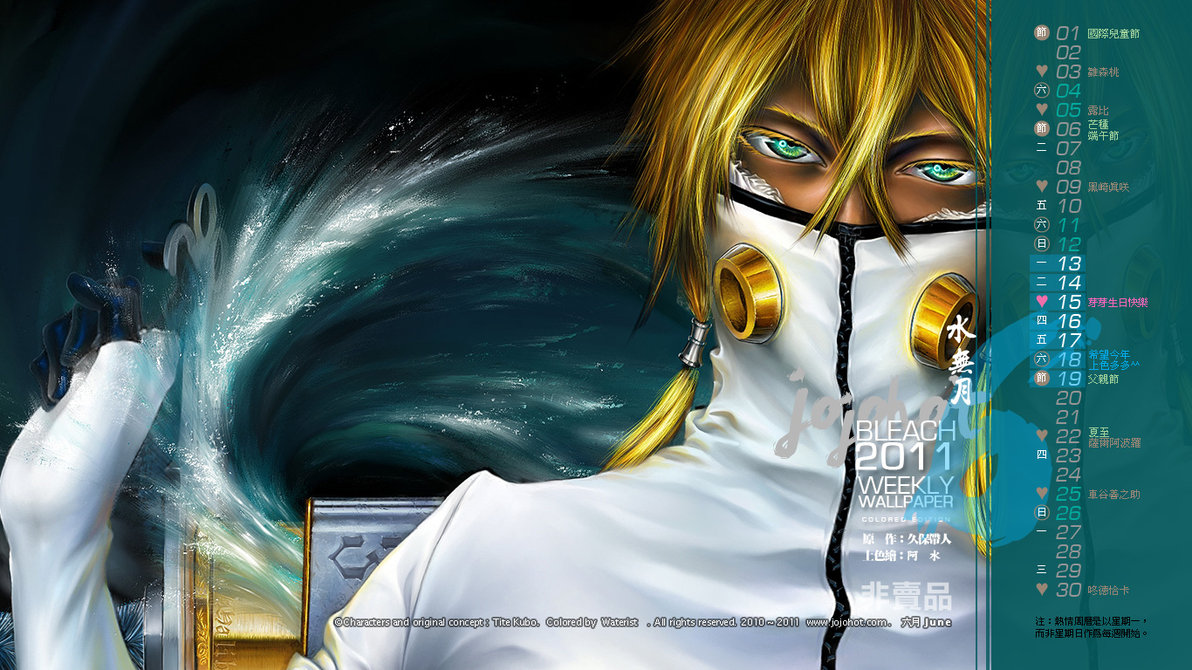 節 01 國際兒童節
02
♥ 03 雛森桃
六 04
♥ 05 露比
節 06 芒種
端午節
二 07
08
♥ 09 鳳崎眞咲
五 10
六 11
日 12
一 13
二 14
♥ 15 芽芽生日快樂
四 16
五 17
六 18 希望今年
上色多多^^
節 19 父親節
20
21
♥ 22 夏至
薩爾阿波羅
四 23
24
♥ 25 車谷善之助
日 26
一 27
28
三 29
♥ 30 咚德恰卡
注：熱情周曆是以星期一，
而非星期日作爲每週開始。
水無月
6
jojohot
BLEACH
2011
WEEKLY
WALLPAPER
COLORED EDITION
原 作：久保帶人
上色繪：阿 水
非賣品
©Characters and original concept : Tite Kubo. Colored by Waterist . All rights reserved. 2010～2011 www.jojohot.com. 六月 June